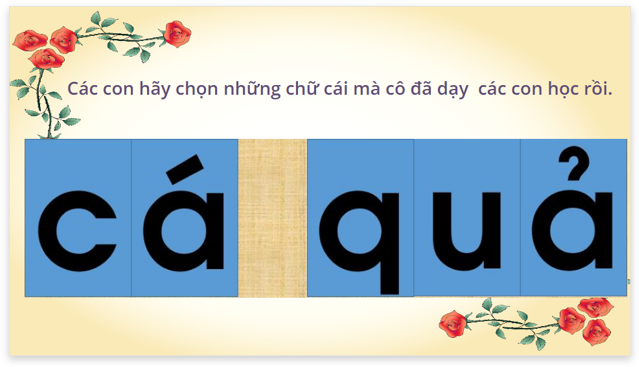 Các con hãy chọn những chữ cái mà cô đã dạy các con học rồi.
cá quả